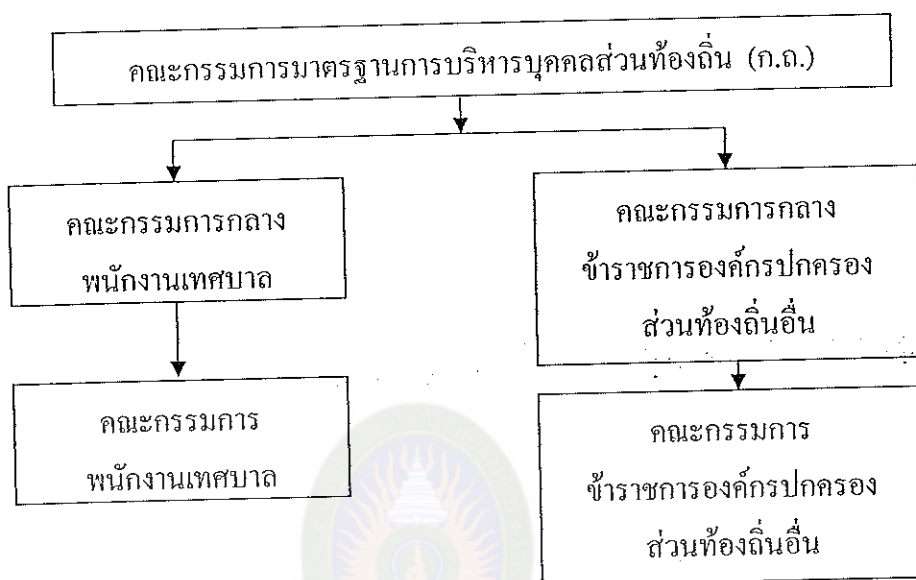 คณะกรรมการมาตรฐานการบริหารบุคคลส่วนท้องถิ่น (ก.ถ.)
คณะกรรมการกลาง
พนักงานเทศบาล
คณะกรรมการกลาง
ข้าราชการองค์กรปกครอง
ส่วนท้องถิ่นอื่น
คณะกรรมการ
พนักงานเทศบาล
คณะกรรมการ
ข้าราชการองค์กรปกครอง
ส่วนท้องถิ่นอื่น